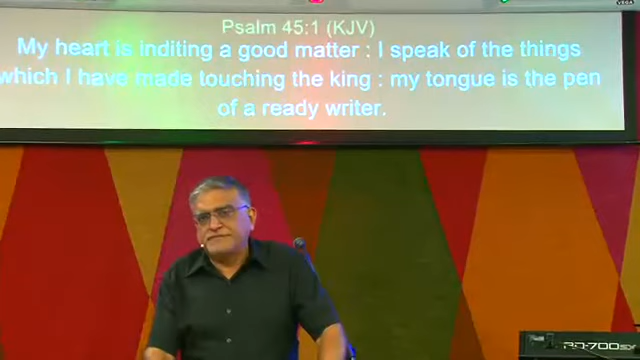 VEGA
Psalm 45:1 (KJV)
My heart is inditing a good matter : I speak of the things
which I have made touching the king : my tongue is the pen
of a ready writer.
RD-700SX